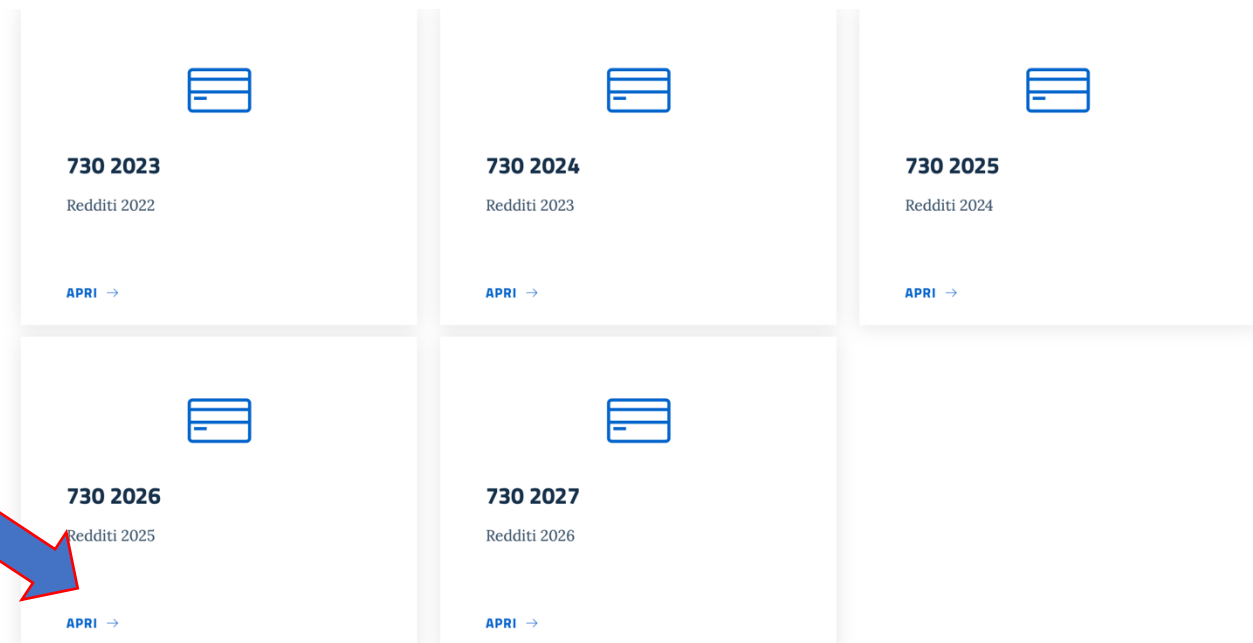 730 2023
Redditi 2022
APRI →
730 2024
Redditi 2023
APRI →
730 2025
Redditi 2024
APRI →
730 2026
Redditi 2025
APRI →
730 2027
Redditi 2026
APRI →